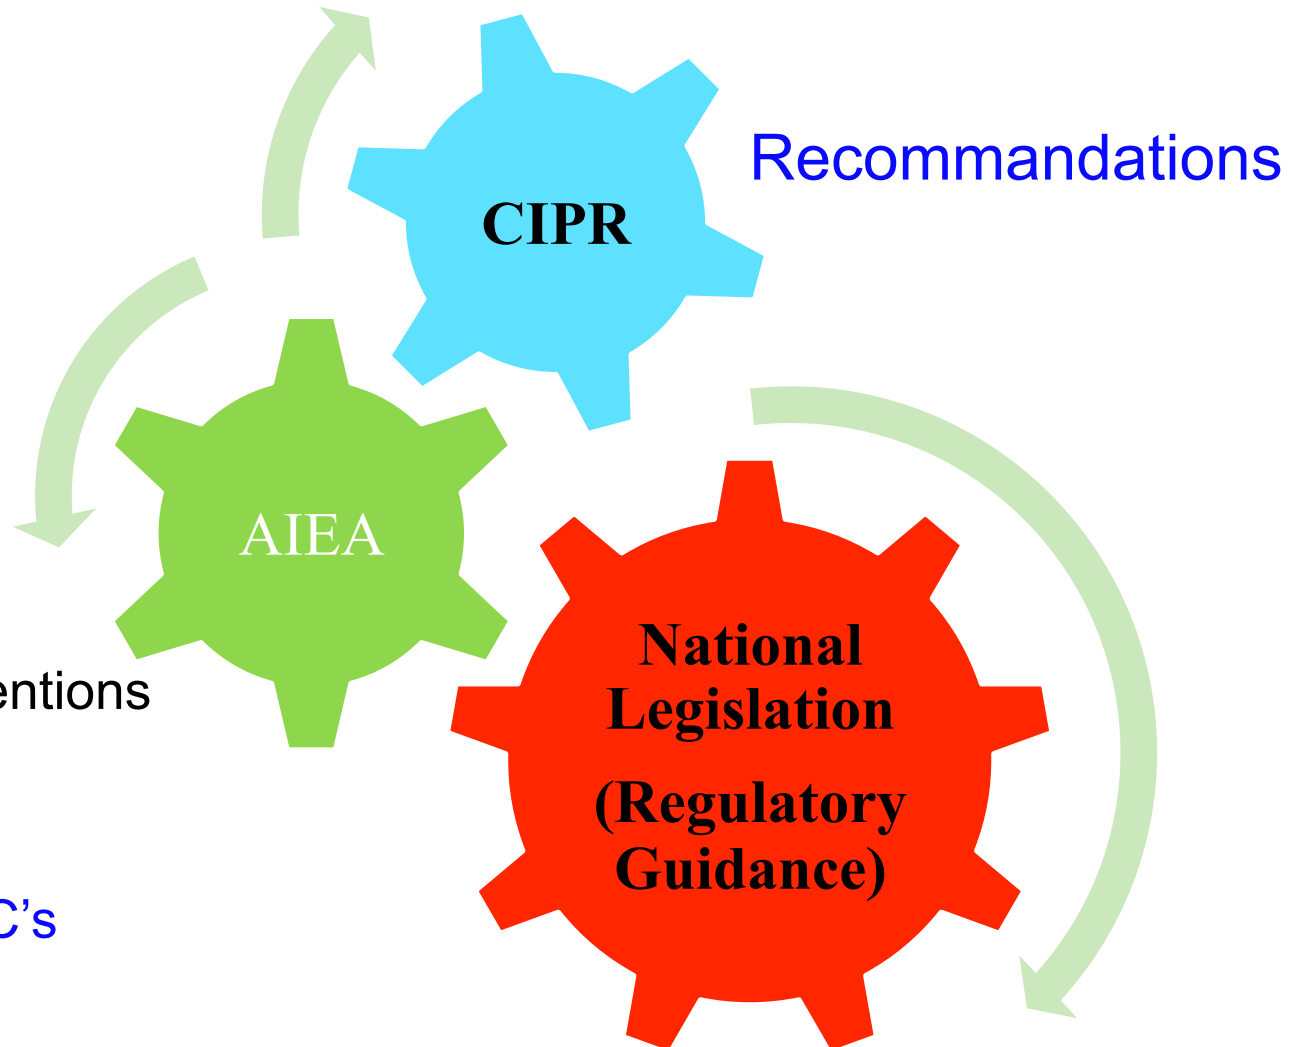 Recommandations
CIPR
AIEA
National
Legislation
(Regulatory
Guidance)
entions
C's